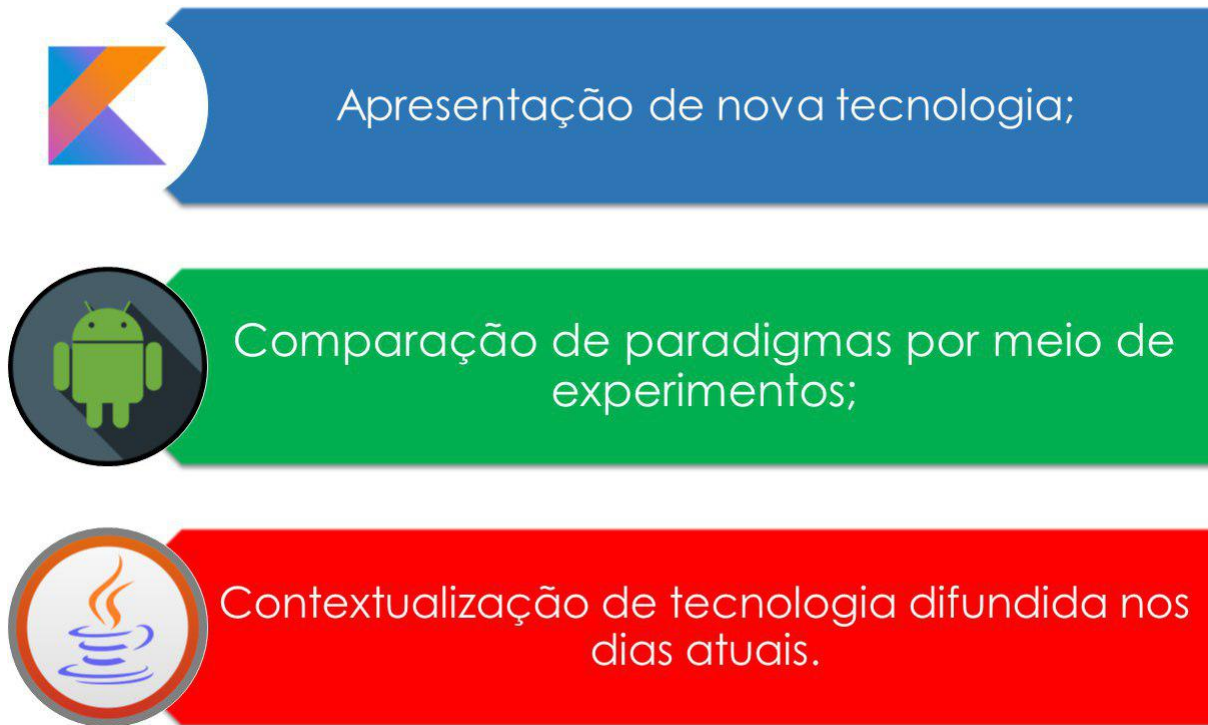 Apresentação de nova tecnologia;
Comparação de paradigmas por meio de
experimentos;
Contextualização de tecnologia difundida nos
dias atuais.